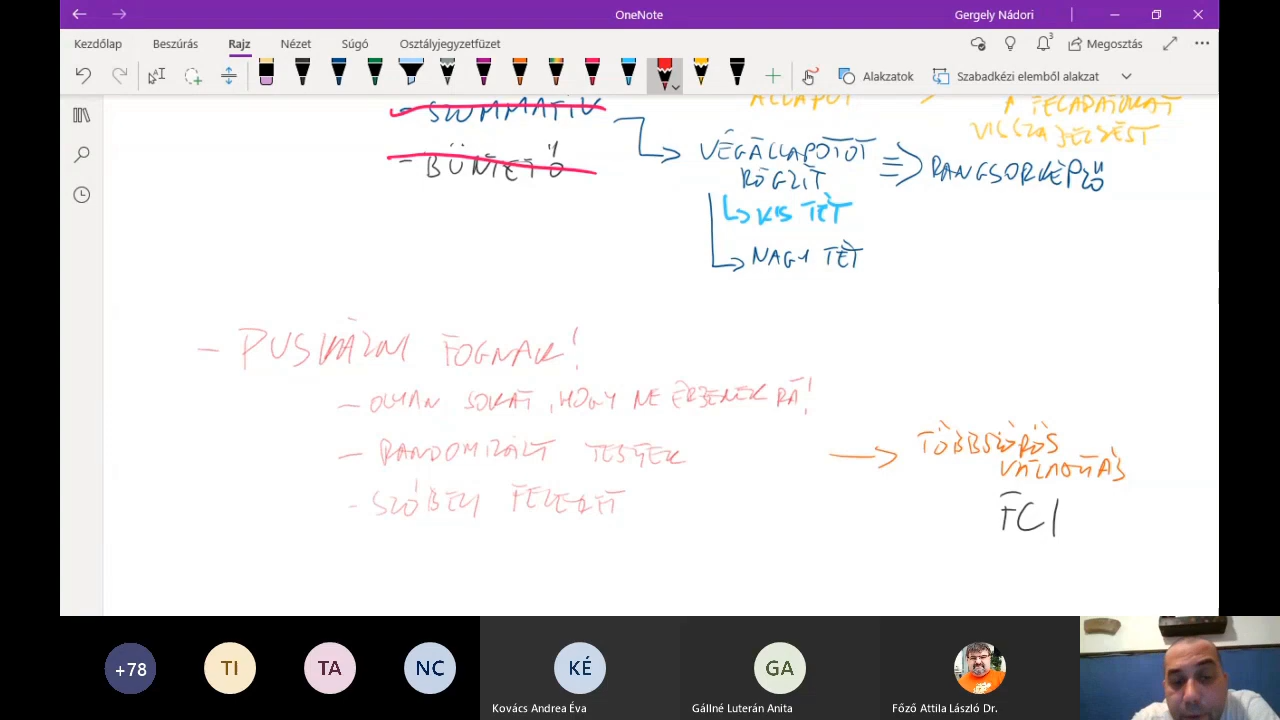 OneNote
Gergely Nádori
Kezdőlap Beszúrás Rajz Nézet Súgó Osztályjegyzetfüzet
3
Megosztás
Alakzatok
Szabadkézi elemből alakzat
ÁLLAPOT
A FELADATOKAT
VISSZAJELZÉST
- SZUMMATÍV
- BÜNTETŐ
VÉGÁLLAPOTOT
RÖGZÍT
RANGSORKÉPZŐ
KIS TÉT
NAGY TÉT
- PUSKÁZNI FOGNAK!
- OLYAN SOKAT, HOGY NE ÉRJENEK RÁ!
- RANDOMIZÁLT TESZTEK
- SZÓBELI FELELET
TÖBBSZÖRÖS
VÁLASZTÁS
FCI
+78 TI TA NC KÉ GA
Kovács Andrea Éva
Gállné Luterán Anita
Főző Attila László Dr.